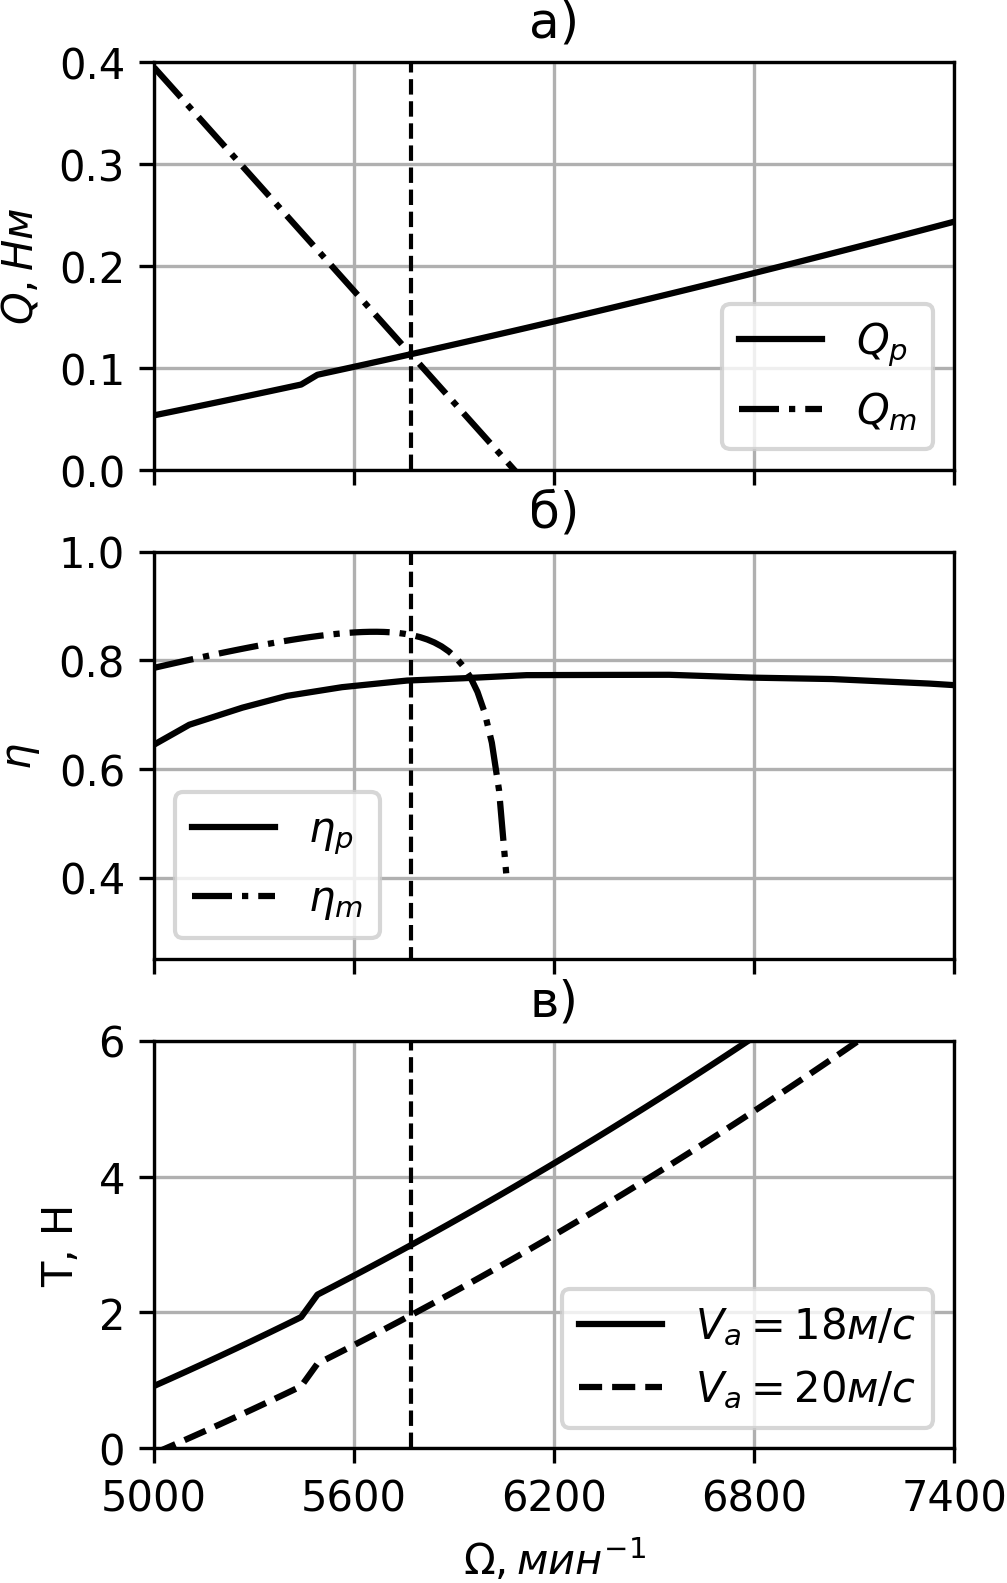 а)
0.4
0.3
0.2
0.1
0.0
Q, Нм
Q_p
Q_m
б)
1.0
0.8
0.6
0.4
η
η_p
η_m
в)
6
4
2
0
Т, Н
V_a = 18м/с
V_a = 20м/с
5000 5600 6200 6800 7400
Ω, мин⁻¹